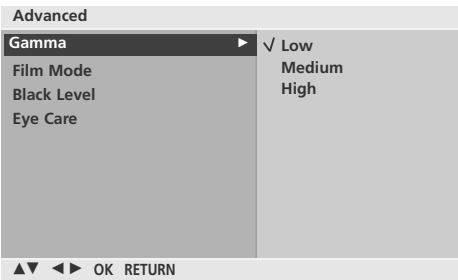 Advanced
Gamma ► √ Low
Film Mode Medium
Black Level High
Eye Care
▲▼ ◄► OK RETURN